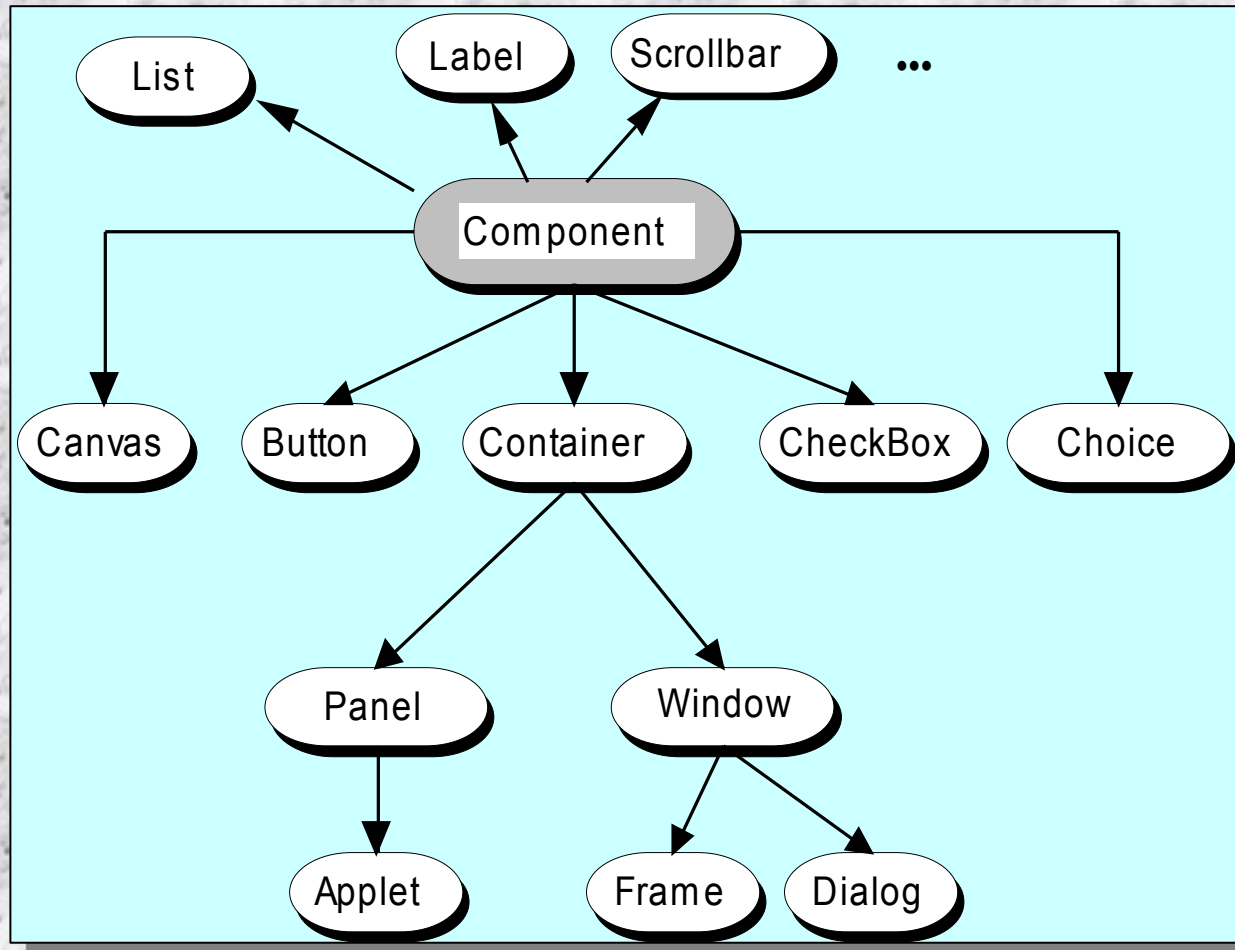 List
Label
Scrollbar
...
Component
Canvas
Button
Container
CheckBox
Choice
Panel
Window
Applet
Frame
Dialog